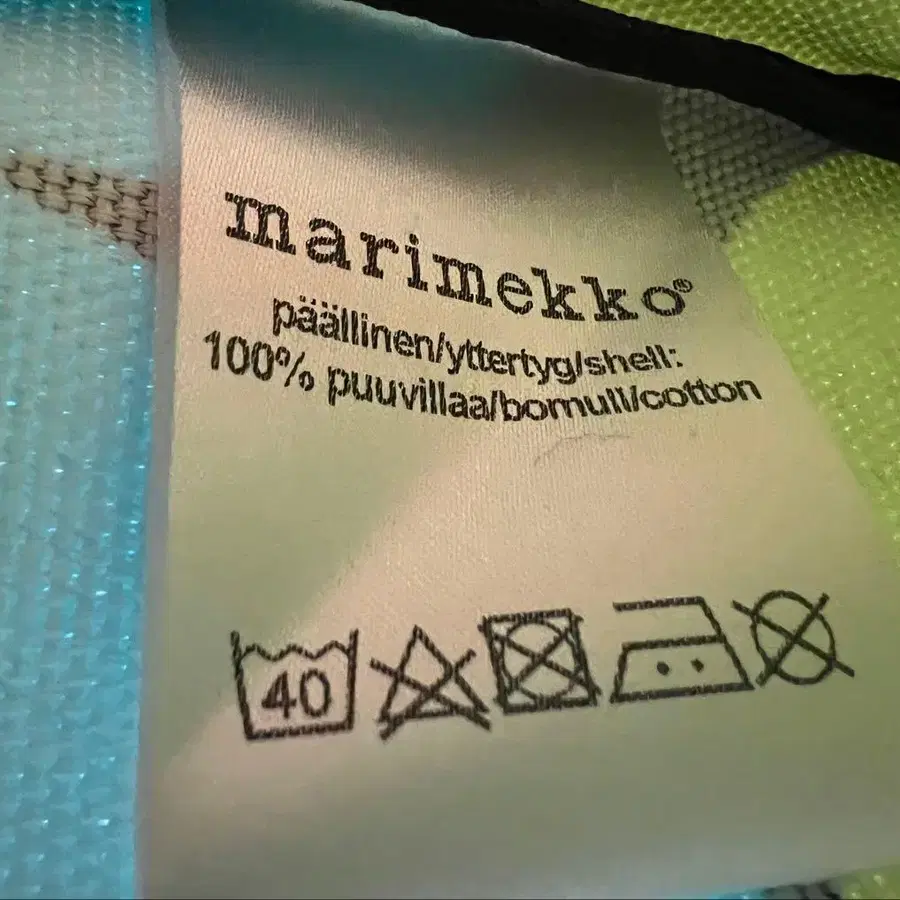 marimekko®
päällinen/yttertyg/shell:
100% puuvillaa/bomull/cotton
40